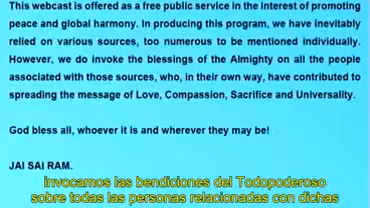 This webcast is offered as a free public service in the interest of promoting
peace and global harmony. In producing this program, we have inevitably
relied on various sources, too numerous to be mentioned individually.
However, we do invoke the blessings of the Almighty on all the people
associated with those sources, who, in their own way, have contributed to
spreading the message of Love, Compassion, Sacrifice and Universality.
God bless all, whoever it is and wherever they may be!
JAI SAI RAM.
invocamos las bendiciones del Todopoderoso
sobre todas las personas relacionadas con dichas